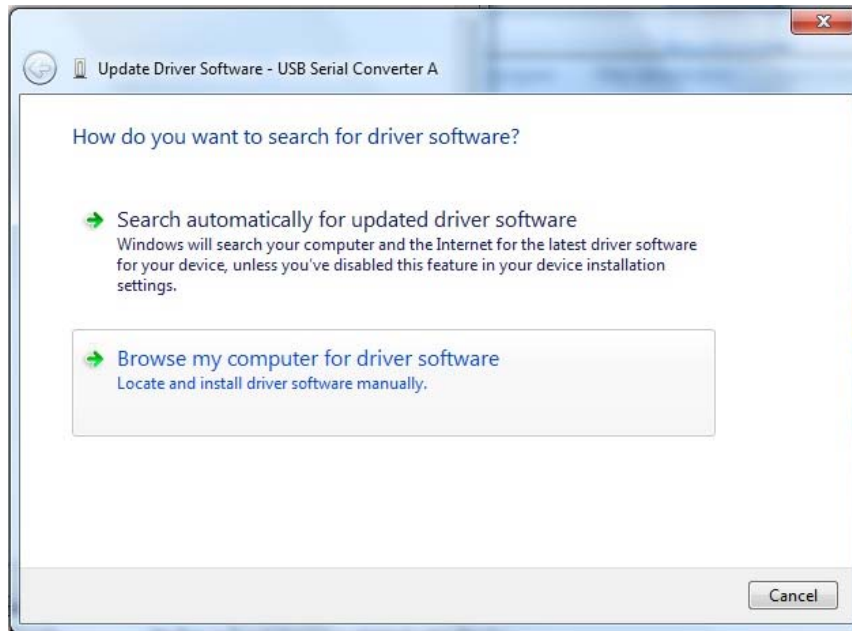 Update Driver Software - USB Serial Converter A
How do you want to search for driver software?
Search automatically for updated driver software
Windows will search your computer and the Internet for the latest driver software
for your device, unless you've disabled this feature in your device installation
settings.
Browse my computer for driver software
Locate and install driver software manually.
Cancel